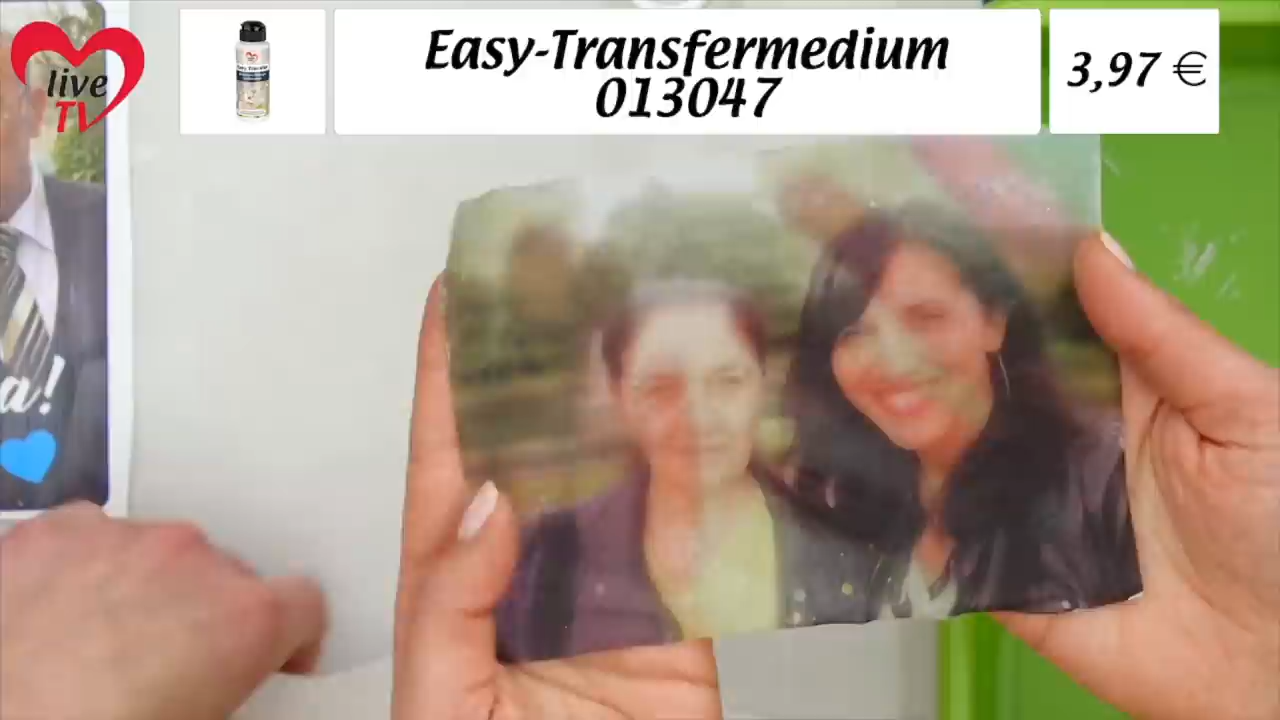 live
TV
Easy-Transfermedium
013047
3,97 €
a!